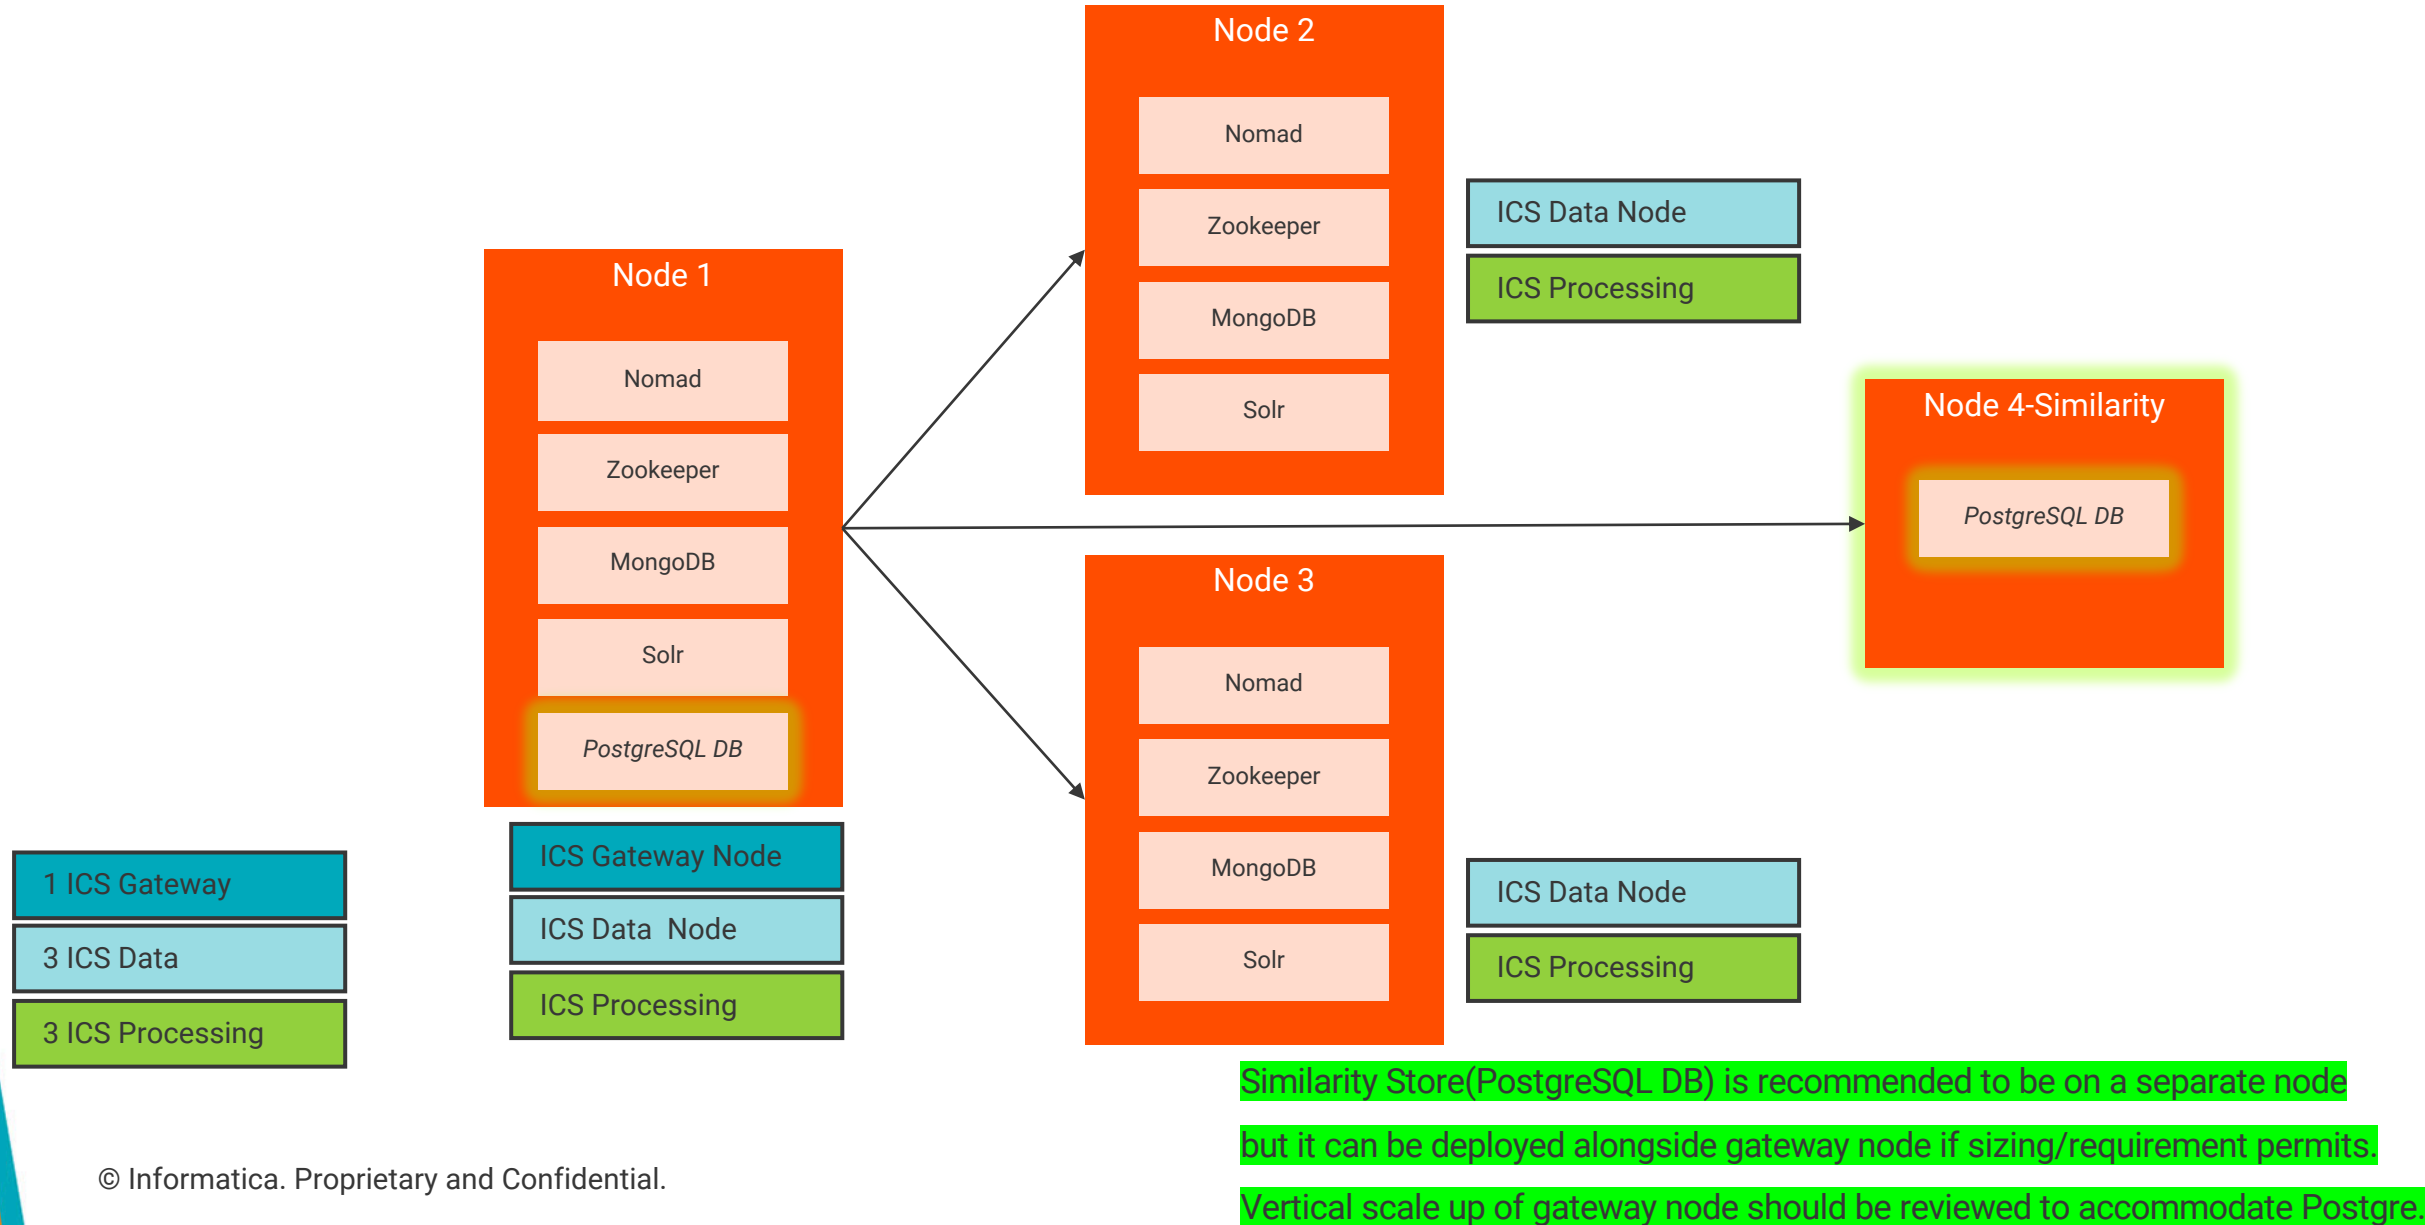 Node 1
Nomad
Zookeeper
MongoDB
Solr
PostgreSQL DB
ICS Gateway Node
ICS Data  Node
ICS Processing
1 ICS Gateway
3 ICS Data
3 ICS Processing
Node 2
Nomad
Zookeeper
MongoDB
Solr
ICS Data Node
ICS Processing
Node 3
Nomad
Zookeeper
MongoDB
Solr
ICS Data Node
ICS Processing
Node 4-Similarity
PostgreSQL DB
Similarity Store(PostgreSQL DB) is recommended to be on a separate node
but it can be deployed alongside gateway node if sizing/requirement permits.
Vertical scale up of gateway node should be reviewed to accommodate Postgre.
© Informatica. Proprietary and Confidential.